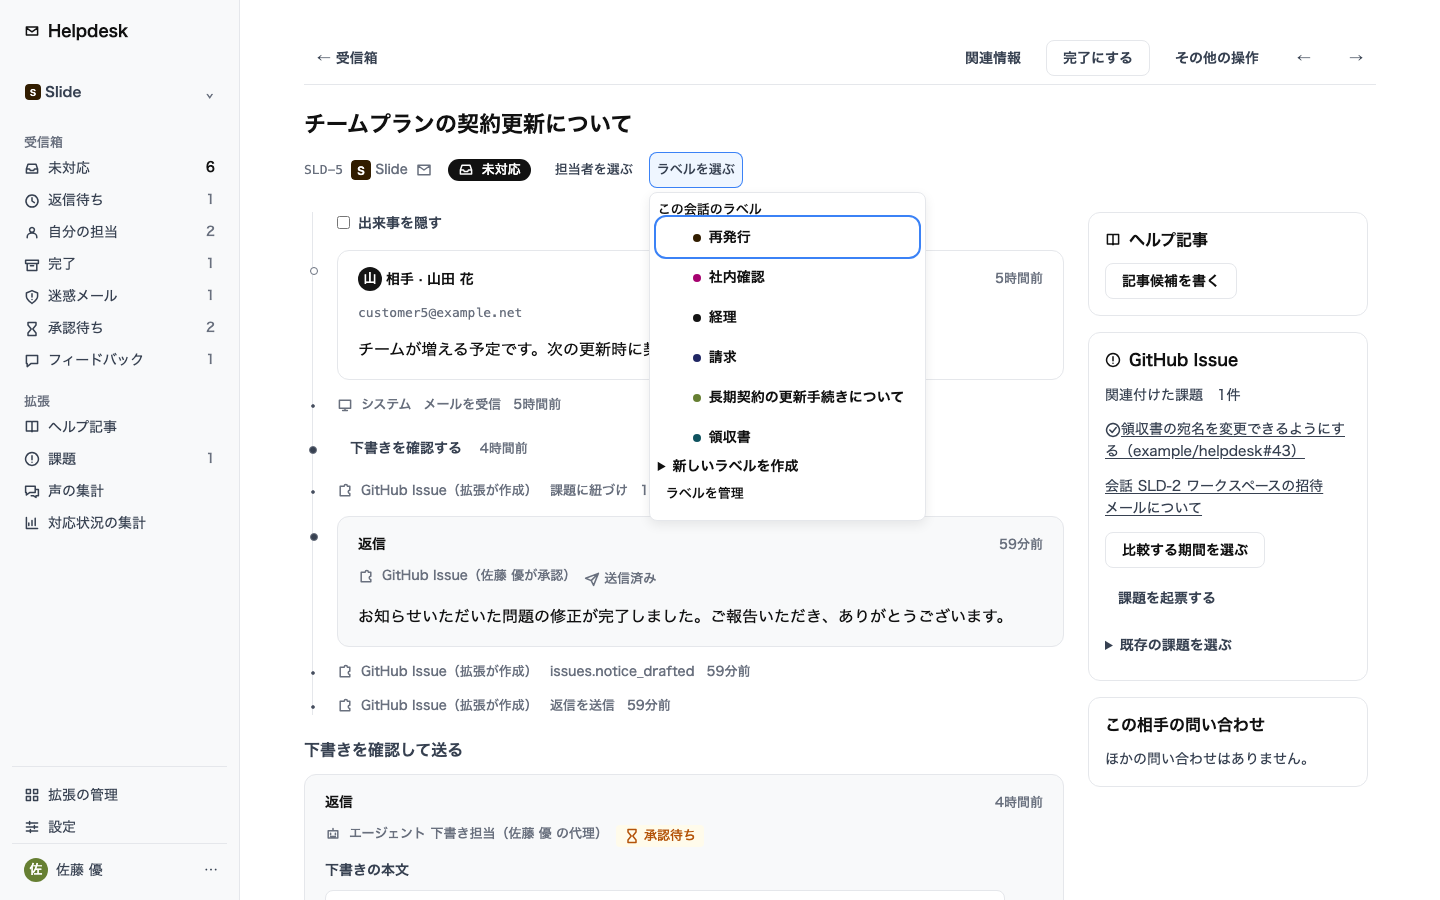 Helpdesk
S Slide
受信箱
未対応 6
返信待ち 1
自分の担当 2
完了 1
迷惑メール 1
承認待ち 2
フィードバック 1
拡張
ヘルプ記事
課題 1
声の集計
対応状況の集計
拡張の管理
設定
佐 佐藤 優 …
← 受信箱
関連情報 完了にする その他の操作 ← →
チームプランの契約更新について
SLD-5 S Slide 未対応 担当者を選ぶ ラベルを選ぶ
この会話のラベル
再発行
社内確認
経理
請求
長期契約の更新手続きについて
領収書
▶ 新しいラベルを作成
ラベルを管理
出来事を隠す
山 相手 · 山田 花 5時間前
customer5@example.net
チームが増える予定です。次の更新時に
システム メールを受信 5時間前
下書きを確認する 4時間前
GitHub Issue（拡張が作成） 課題に紐づけ 1
返信 59分前
GitHub Issue（佐藤 優が承認） 送信済み
お知らせいただいた問題の修正が完了しました。ご報告いただき、ありがとうございます。
GitHub Issue（拡張が作成） issues.notice_drafted 59分前
GitHub Issue（拡張が作成） 返信を送信 59分前
下書きを確認して送る
返信 4時間前
エージェント 下書き担当（佐藤 優 の代理） 承認待ち
下書きの本文
ヘルプ記事
記事候補を書く
GitHub Issue
関連付けた課題 1件
領収書の宛名を変更できるようにす
る（example/helpdesk#43）
会話 SLD-2 ワークスペースの招待
メールについて
比較する期間を選ぶ
課題を起票する
▶ 既存の課題を選ぶ
この相手の問い合わせ
ほかの問い合わせはありません。